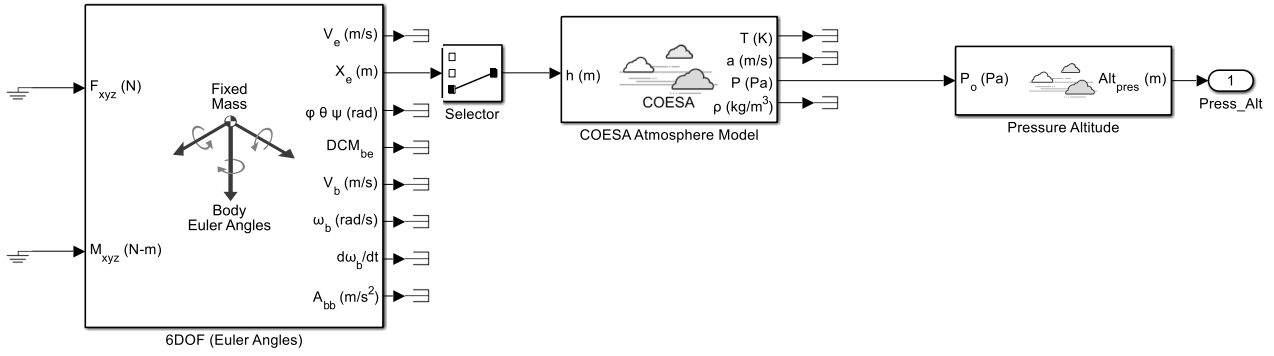 F_xyz (N)
M_xyz (N-m)
Fixed
Mass
Body
Euler Angles
V_e (m/s)
X_e (m)
φ θ ψ (rad)
DCM_be
V_b (m/s)
ω_b (rad/s)
dω_b/dt
A_bb (m/s²)
6DOF (Euler Angles)
Selector
h (m)
COESA
T (K)
a (m/s)
P (Pa)
ρ (kg/m³)
COESA Atmosphere Model
P_o (Pa)
Alt_pres (m)
Pressure Altitude
1
Press_Alt